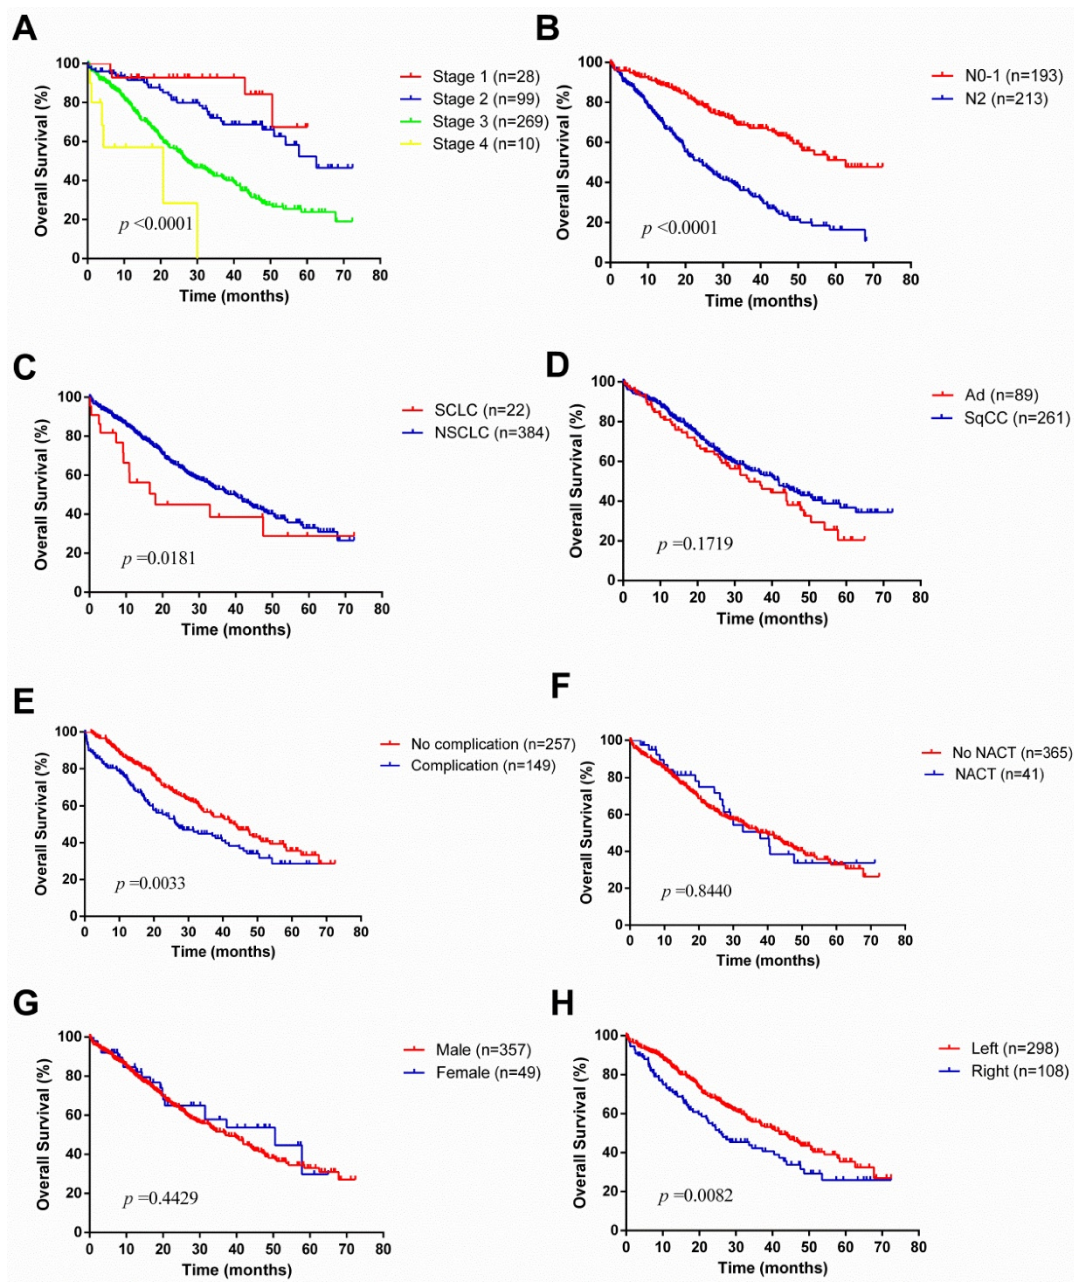 A
Overall Survival (%)
100
80
60
40
20
0
0 10 20 30 40 50 60 70 80
Time (months)
p <0.0001
Stage 1 (n=28)
Stage 2 (n=99)
Stage 3 (n=269)
Stage 4 (n=10)
B
Overall Survival (%)
100
80
60
40
20
0
0 10 20 30 40 50 60 70 80
Time (months)
p <0.0001
N0-1 (n=193)
N2 (n=213)
C
Overall Survival (%)
100
80
60
40
20
0
0 10 20 30 40 50 60 70 80
Time (months)
p =0.0181
SCLC (n=22)
NSCLC (n=384)
D
Overall Survival (%)
100
80
60
40
20
0
0 10 20 30 40 50 60 70 80
Time (months)
p =0.1719
Ad (n=89)
SqCC (n=261)
E
Overall Survival (%)
100
80
60
40
20
0
0 10 20 30 40 50 60 70 80
Time (months)
p =0.0033
No complication (n=257)
Complication (n=149)
F
Overall Survival (%)
100
80
60
40
20
0
0 10 20 30 40 50 60 70 80
Time (months)
p =0.8440
No NACT (n=365)
NACT (n=41)
G
Overall Survival (%)
100
80
60
40
20
0
0 10 20 30 40 50 60 70 80
Time (months)
p =0.4429
Male (n=357)
Female (n=49)
H
Overall Survival (%)
100
80
60
40
20
0
0 10 20 30 40 50 60 70 80
Time (months)
p =0.0082
Left (n=298)
Right (n=108)